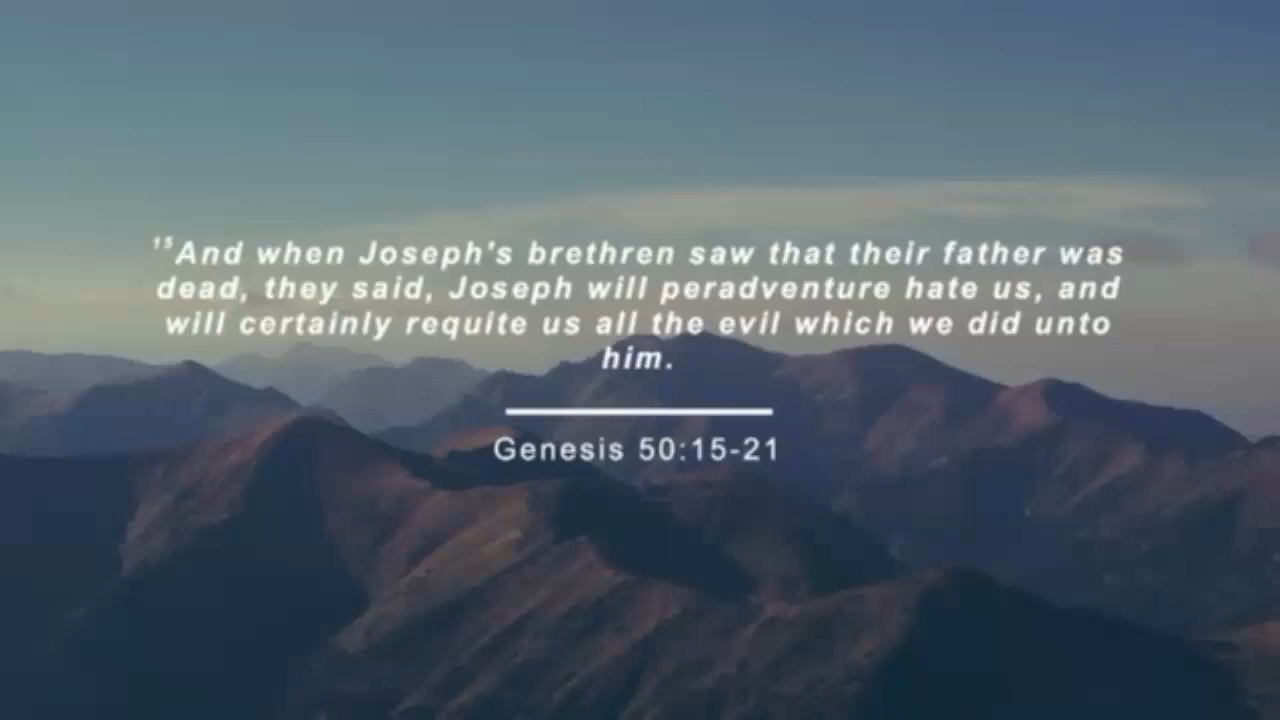 ¹⁵And when Joseph's brethren saw that their father was
dead, they said, Joseph will peradventure hate us, and
will certainly requite us all the evil which we did unto
him.
Genesis 50:15-21